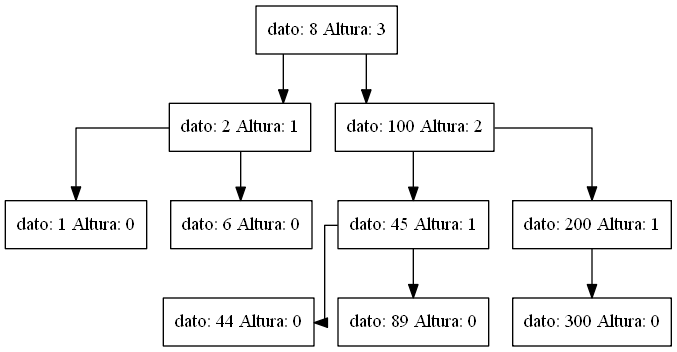 dato: 8 Altura: 3
dato: 2 Altura: 1
dato: 100 Altura: 2
dato: 1 Altura: 0
dato: 6 Altura: 0
dato: 45 Altura: 1
dato: 200 Altura: 1
dato: 44 Altura: 0
dato: 89 Altura: 0
dato: 300 Altura: 0